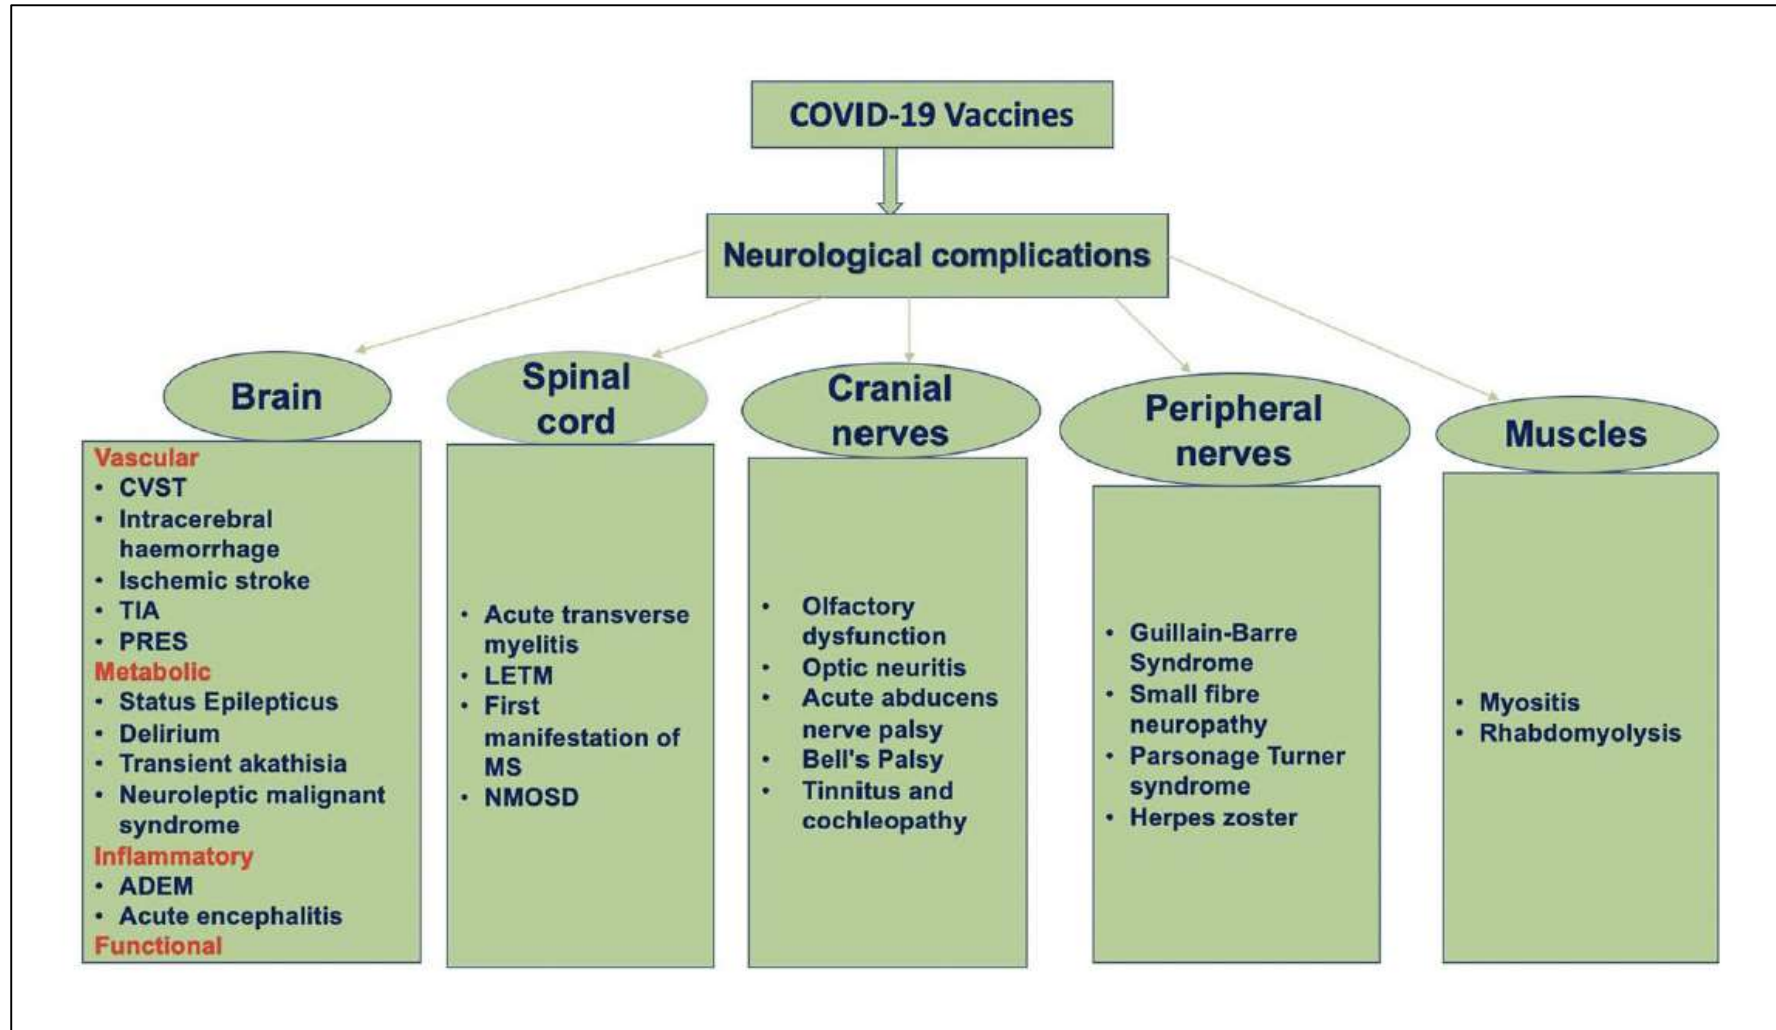 COVID-19 Vaccines
Neurological complications
Brain
Vascular
• CVST
• Intracerebral
haemorrhage
• Ischemic stroke
• TIA
• PRES
Metabolic
• Status Epilepticus
• Delirium
• Transient akathisia
• Neuroleptic malignant
syndrome
Inflammatory
• ADEM
• Acute encephalitis
Functional
Spinal
cord
• Acute transverse
myelitis
• LETM
• First
manifestation of
MS
• NMOSD
Cranial
nerves
• Olfactory
dysfunction
• Optic neuritis
• Acute abducens
nerve palsy
• Bell's Palsy
• Tinnitus and
cochleopathy
Peripheral
nerves
• Guillain-Barre
Syndrome
• Small fibre
neuropathy
• Parsonage Turner
syndrome
• Herpes zoster
Muscles
• Myositis
• Rhabdomyolysis